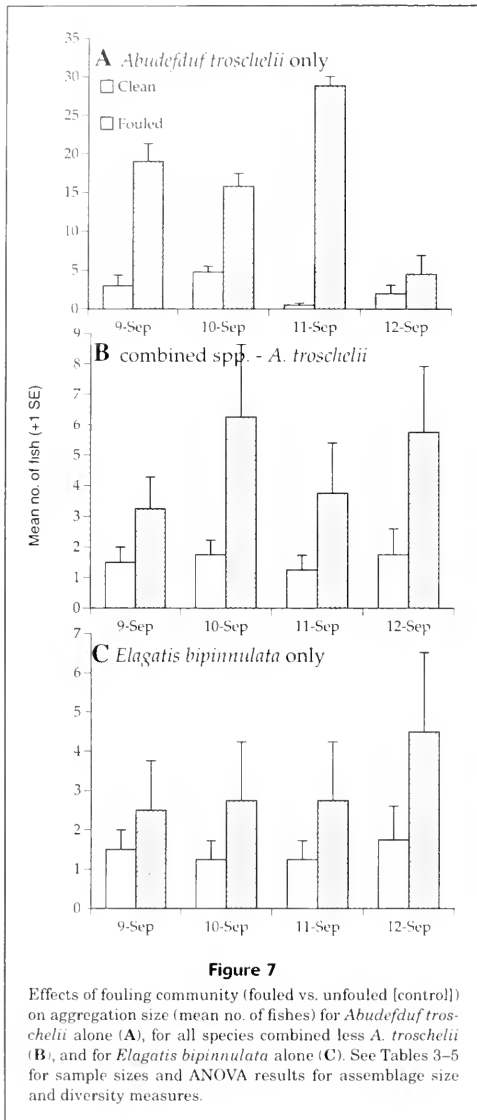 A Abudefduf troschelii only
Clean
Fouled
35
30
25
20
15
10
5
0
9-Sep 10-Sep 11-Sep 12-Sep
B combined spp. - A. troschelii
9
8
7
6
5
4
3
2
1
0
9-Sep 10-Sep 11-Sep 12-Sep
Mean no. of fish (+1 SE)
C Elagatis bipinnulata only
7
6
5
4
3
2
1
0
9-Sep 10-Sep 11-Sep 12-Sep
Figure 7
Effects of fouling community (fouled vs. unfouled [control])
on aggregation size (mean no. of fishes) for Abudefduf tros-
chelii alone (A), for all species combined less A. troschelii
(B), and for Elagatis bipinnulata alone (C). See Tables 3–5
for sample sizes and ANOVA results for assemblage size
and diversity measures.